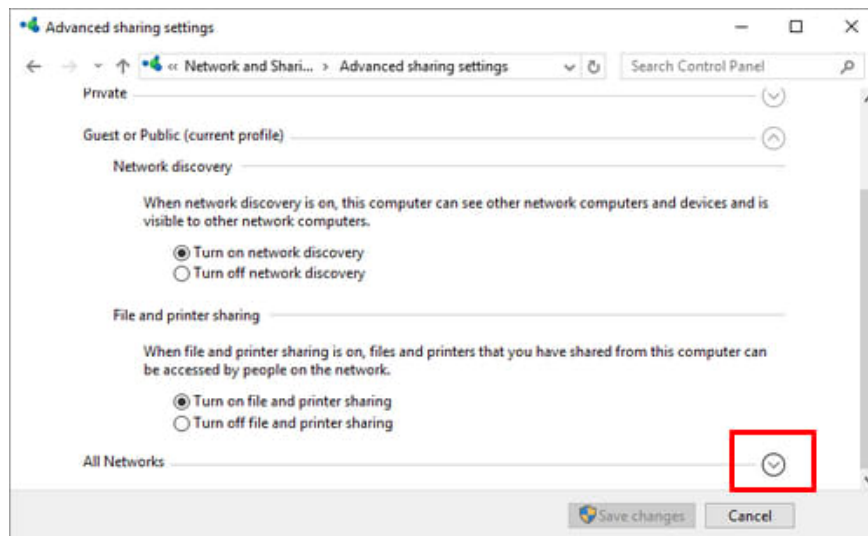 Advanced sharing settings
« Network and Shari... › Advanced sharing settings
Search Control Panel
Private
Guest or Public (current profile)
Network discovery
When network discovery is on, this computer can see other network computers and devices and is
visible to other network computers.
Turn on network discovery
Turn off network discovery
File and printer sharing
When file and printer sharing is on, files and printers that you have shared from this computer can
be accessed by people on the network.
Turn on file and printer sharing
Turn off file and printer sharing
All Networks
Save changes
Cancel